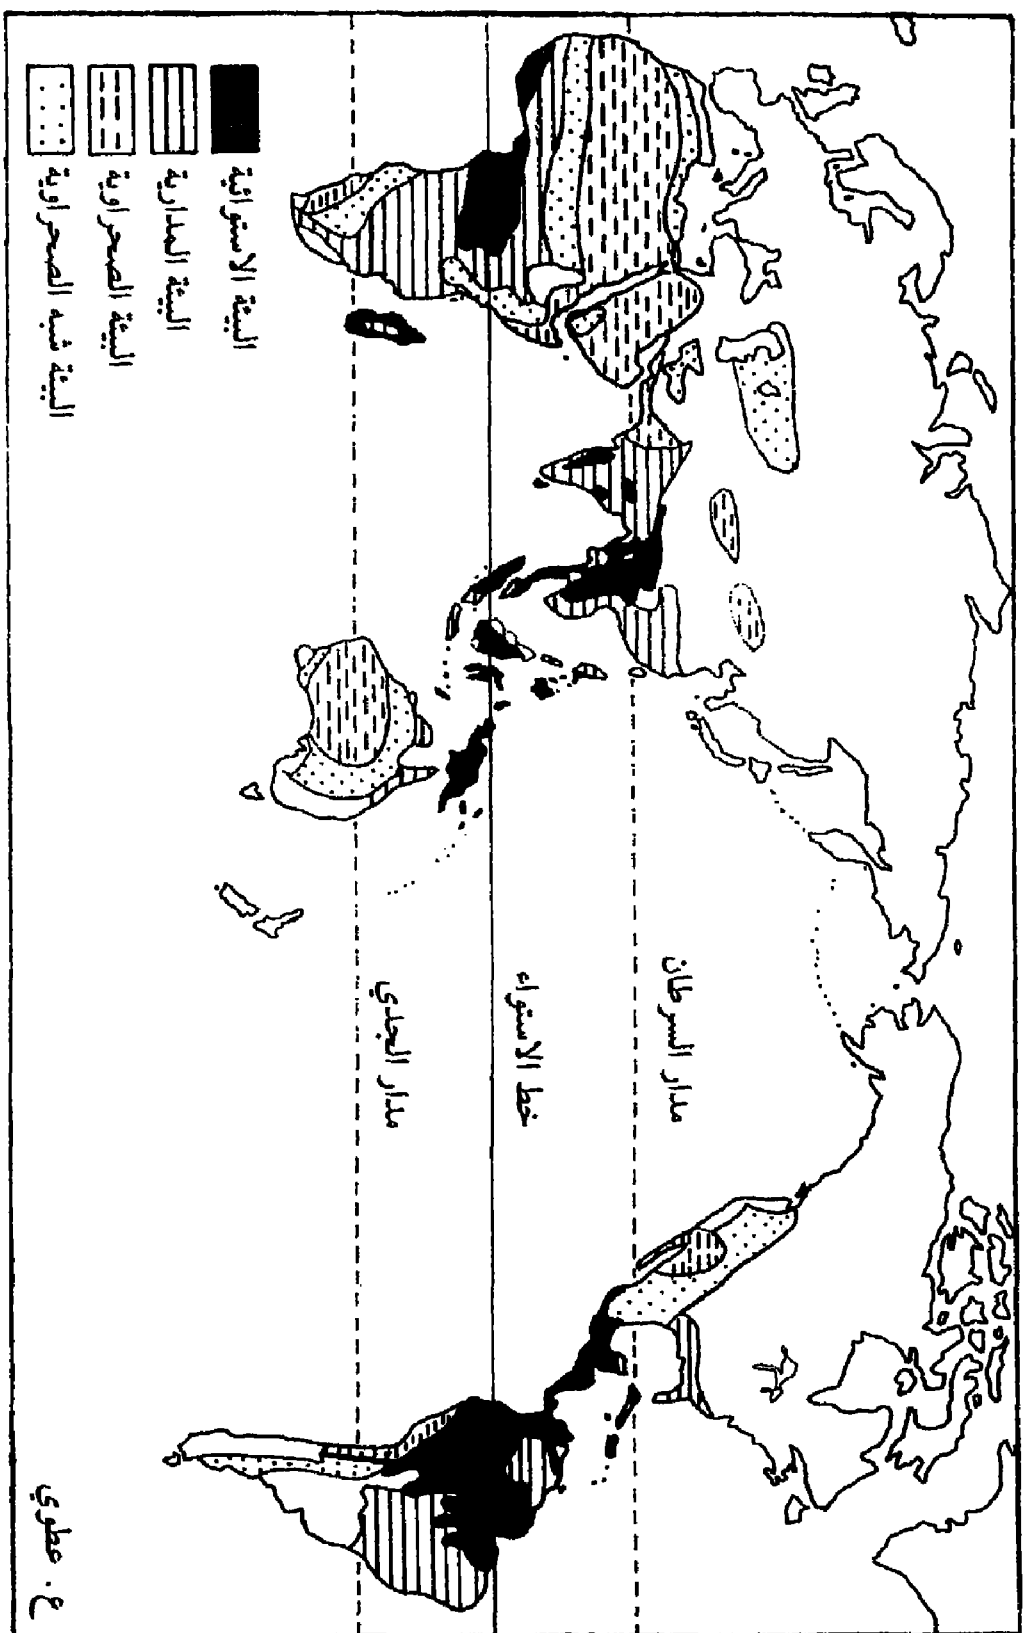 مدار السرطان
خط الاستواء
مدار الجدي
البيئة الاستوائية
البيئة المدارية
البيئة الصحراوية
البيئة شبه الصحراوية
ع. عطوي